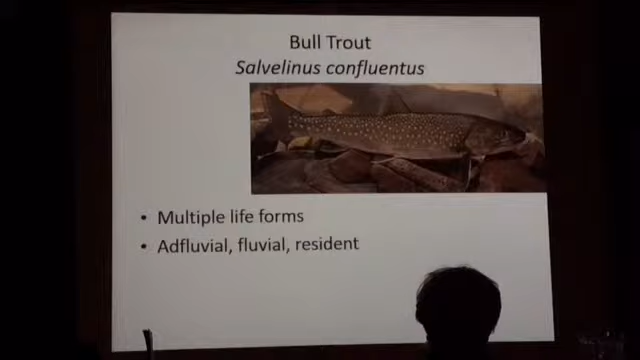 Bull Trout
Salvelinus confluentus
• Multiple life forms
• Adfluvial, fluvial, resident